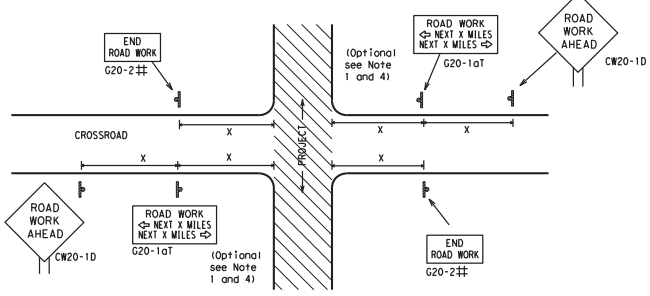 ROAD
WORK
AHEAD
CW20-1D
ROAD WORK
⇦ NEXT X MILES
NEXT X MILES ⇨
G20-1aT
(Optional
see Note
1 and 4)
END
ROAD WORK
G20-2#
X
X
X
CROSSROAD
PROJECT
X
X
X
ROAD
WORK
AHEAD
CW20-1D
ROAD WORK
⇦ NEXT X MILES
NEXT X MILES ⇨
G20-1aT
(Optional
see Note
1 and 4)
END
ROAD WORK
G20-2#